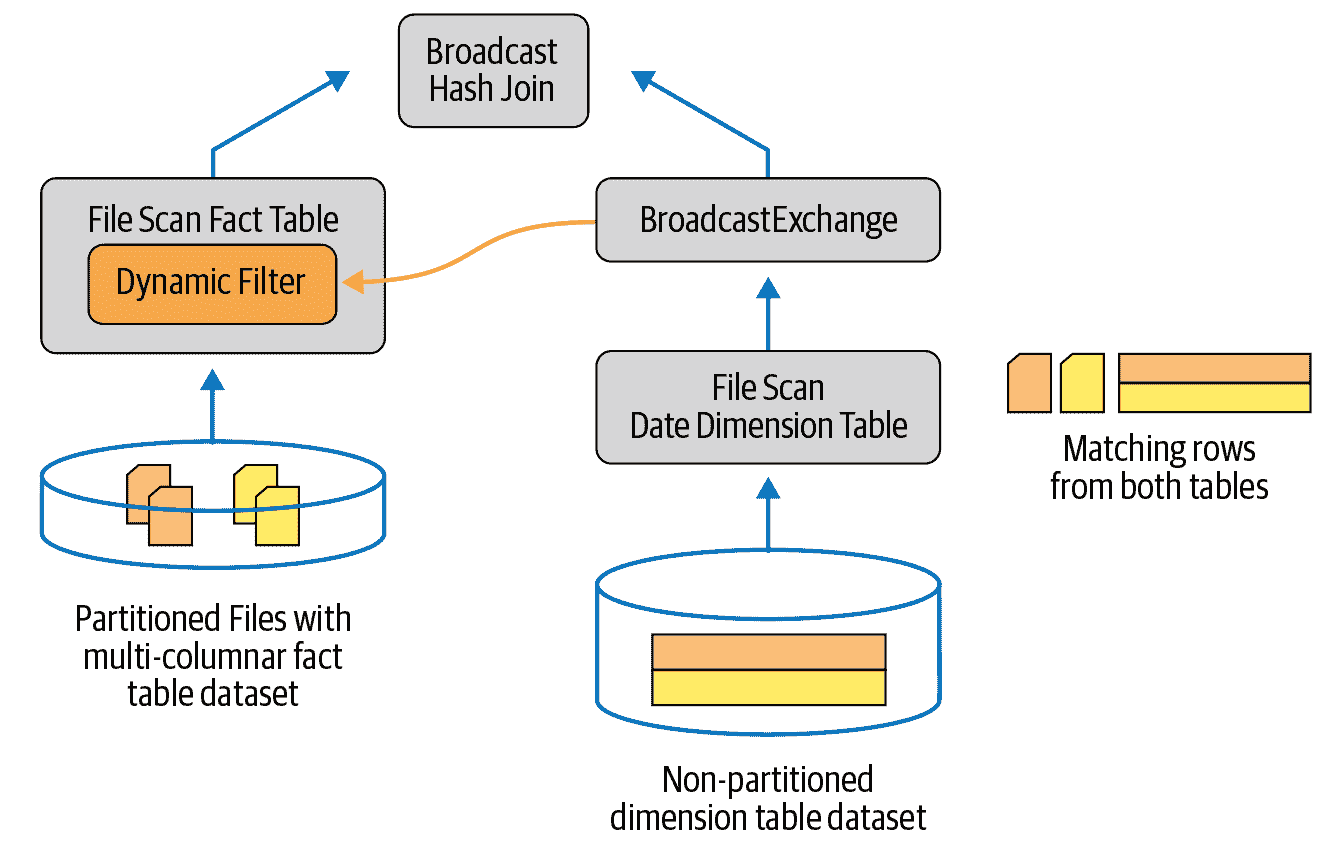 Broadcast
Hash Join
File Scan Fact Table
Dynamic Filter
BroadcastExchange
File Scan
Date Dimension Table
Matching rows
from both tables
Partitioned Files with
multi-columnar fact
table dataset
Non-partitioned
dimension table dataset